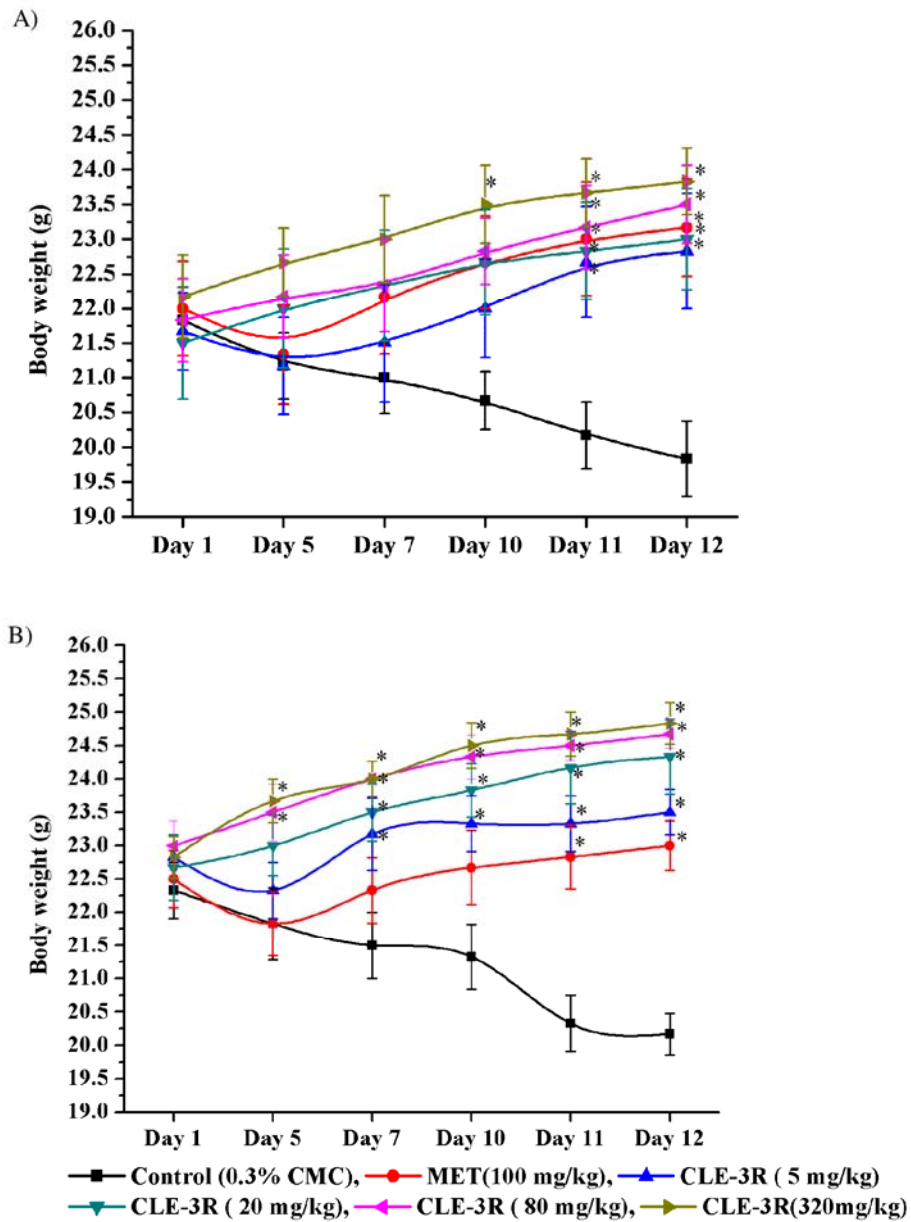 A)
Body weight (g)
26.0
25.5
25.0
24.5
24.0
23.5
23.0
22.5
22.0
21.5
21.0
20.5
20.0
19.5
19.0
* * *
* *
* * *
* * *
* *
Day 1 Day 5 Day 7 Day 10 Day 11 Day 12
B)
Body weight (g)
26.0
25.5
25.0
24.5
24.0
23.5
23.0
22.5
22.0
21.5
21.0
20.5
20.0
19.5
19.0
* * * * *
* * * * *
* * * *
* * * *
* *
Day 1 Day 5 Day 7 Day 10 Day 11 Day 12
Control (0.3% CMC), MET(100 mg/kg), CLE-3R ( 5 mg/kg)
CLE-3R ( 20 mg/kg), CLE-3R ( 80 mg/kg), CLE-3R(320mg/kg)